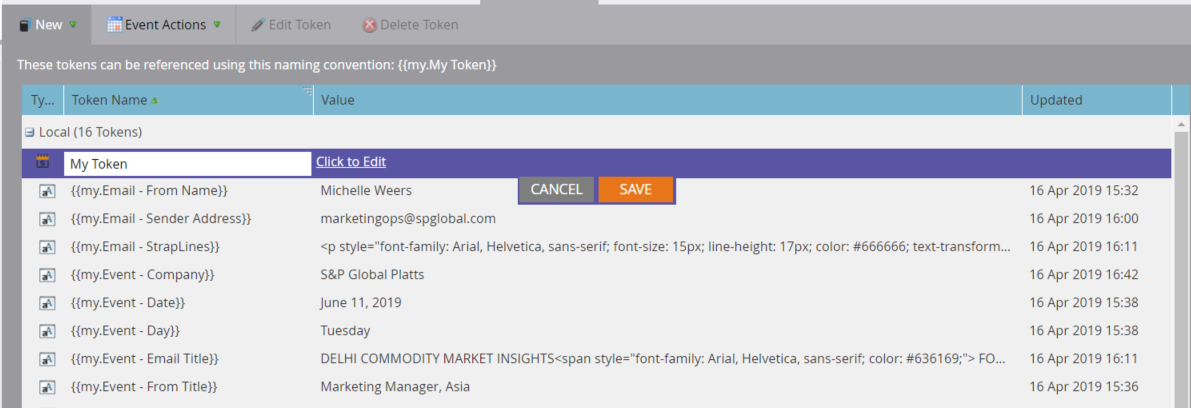 New Event Actions Edit Token Delete Token
These tokens can be referenced using this naming convention: {{my.My Token}}
Ty... Token Name Value Updated
Local (16 Tokens)
My Token Click to Edit
CANCEL SAVE
{{my.Email - From Name}} Michelle Weers 16 Apr 2019 15:32
{{my.Email - Sender Address}} marketingops@spglobal.com 16 Apr 2019 16:00
{{my.Email - StrapLines}} <p style="font-family: Arial, Helvetica, sans-serif; font-size: 15px; line-height: 17px; color: #666666; text-transform... 16 Apr 2019 16:11
{{my.Event - Company}} S&P Global Platts 16 Apr 2019 16:42
{{my.Event - Date}} June 11, 2019 16 Apr 2019 15:38
{{my.Event - Day}} Tuesday 16 Apr 2019 15:38
{{my.Event - Email Title}} DELHI COMMODITY MARKET INSIGHTS<span style="font-family: Arial, Helvetica, sans-serif; color: #636169;"> FO... 16 Apr 2019 16:11
{{my.Event - From Title}} Marketing Manager, Asia 16 Apr 2019 15:36